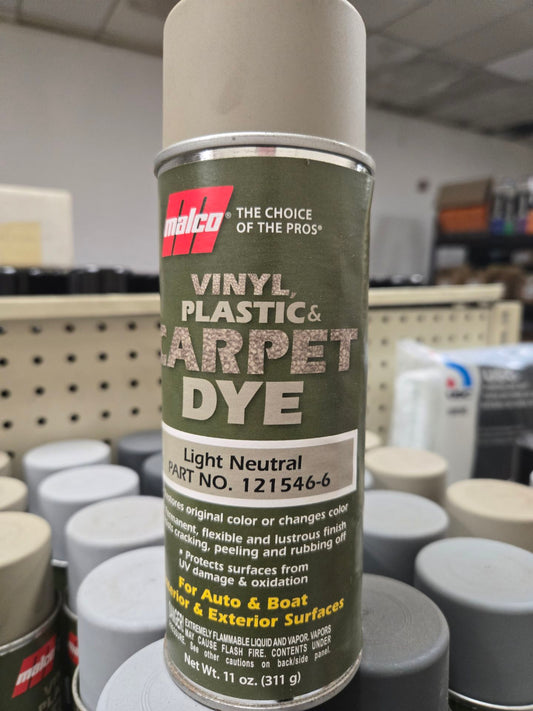 malco® THE CHOICE
OF THE PROS®
VINYL,
PLASTIC &
CARPET
DYE
Light Neutral
PART NO. 121546-6
original color or changes color
flexible and lustrous finish
cracking, peeling and rubbing off
* Protects surfaces from
UV damage & oxidation
For Auto & Boat
& Exterior Surfaces
EXTREMELY FLAMMABLE LIQUID AND VAPOR. VAPORS
MAY CAUSE FLASH FIRE. CONTENTS UNDER
PRESSURE. See other cautions on back/side panel.
Net Wt. 11 oz. (311 g)
malco